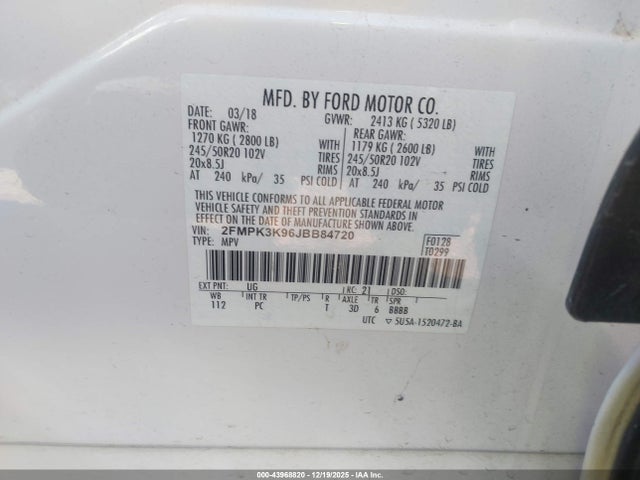 MFD. BY FORD MOTOR CO.
DATE: 03/18 GVWR: 2413 KG ( 5320 LB)
FRONT GAWR: REAR GAWR:
1270 KG ( 2800 LB) WITH 1179 KG ( 2600 LB) WITH
245/50R20 102V TIRES 245/50R20 102V TIRES
20x8.5J RIMS 20x8.5J RIMS
AT 240 kPa/ 35 PSI COLD AT 240 kPa/ 35 PSI COLD
THIS VEHICLE CONFORMS TO ALL APPLICABLE FEDERAL MOTOR
VEHICLE SAFETY AND THEFT PREVENTION STANDARDS IN
EFFECT ON THE DATE OF MANUFACTURE SHOWN ABOVE.
VIN: 2FMPK3K96JBB84720 F0128
TYPE: MPV T0299
EXT PNT: UG RC: 21 DSO:
WB INT TR TP/PS R AXLE TR SPR
112 PC T 3D 6 BBBB
UTC ▽ 5U5A-1520472-BA
000-43968820 - 12/19/2025 - IAA Inc.